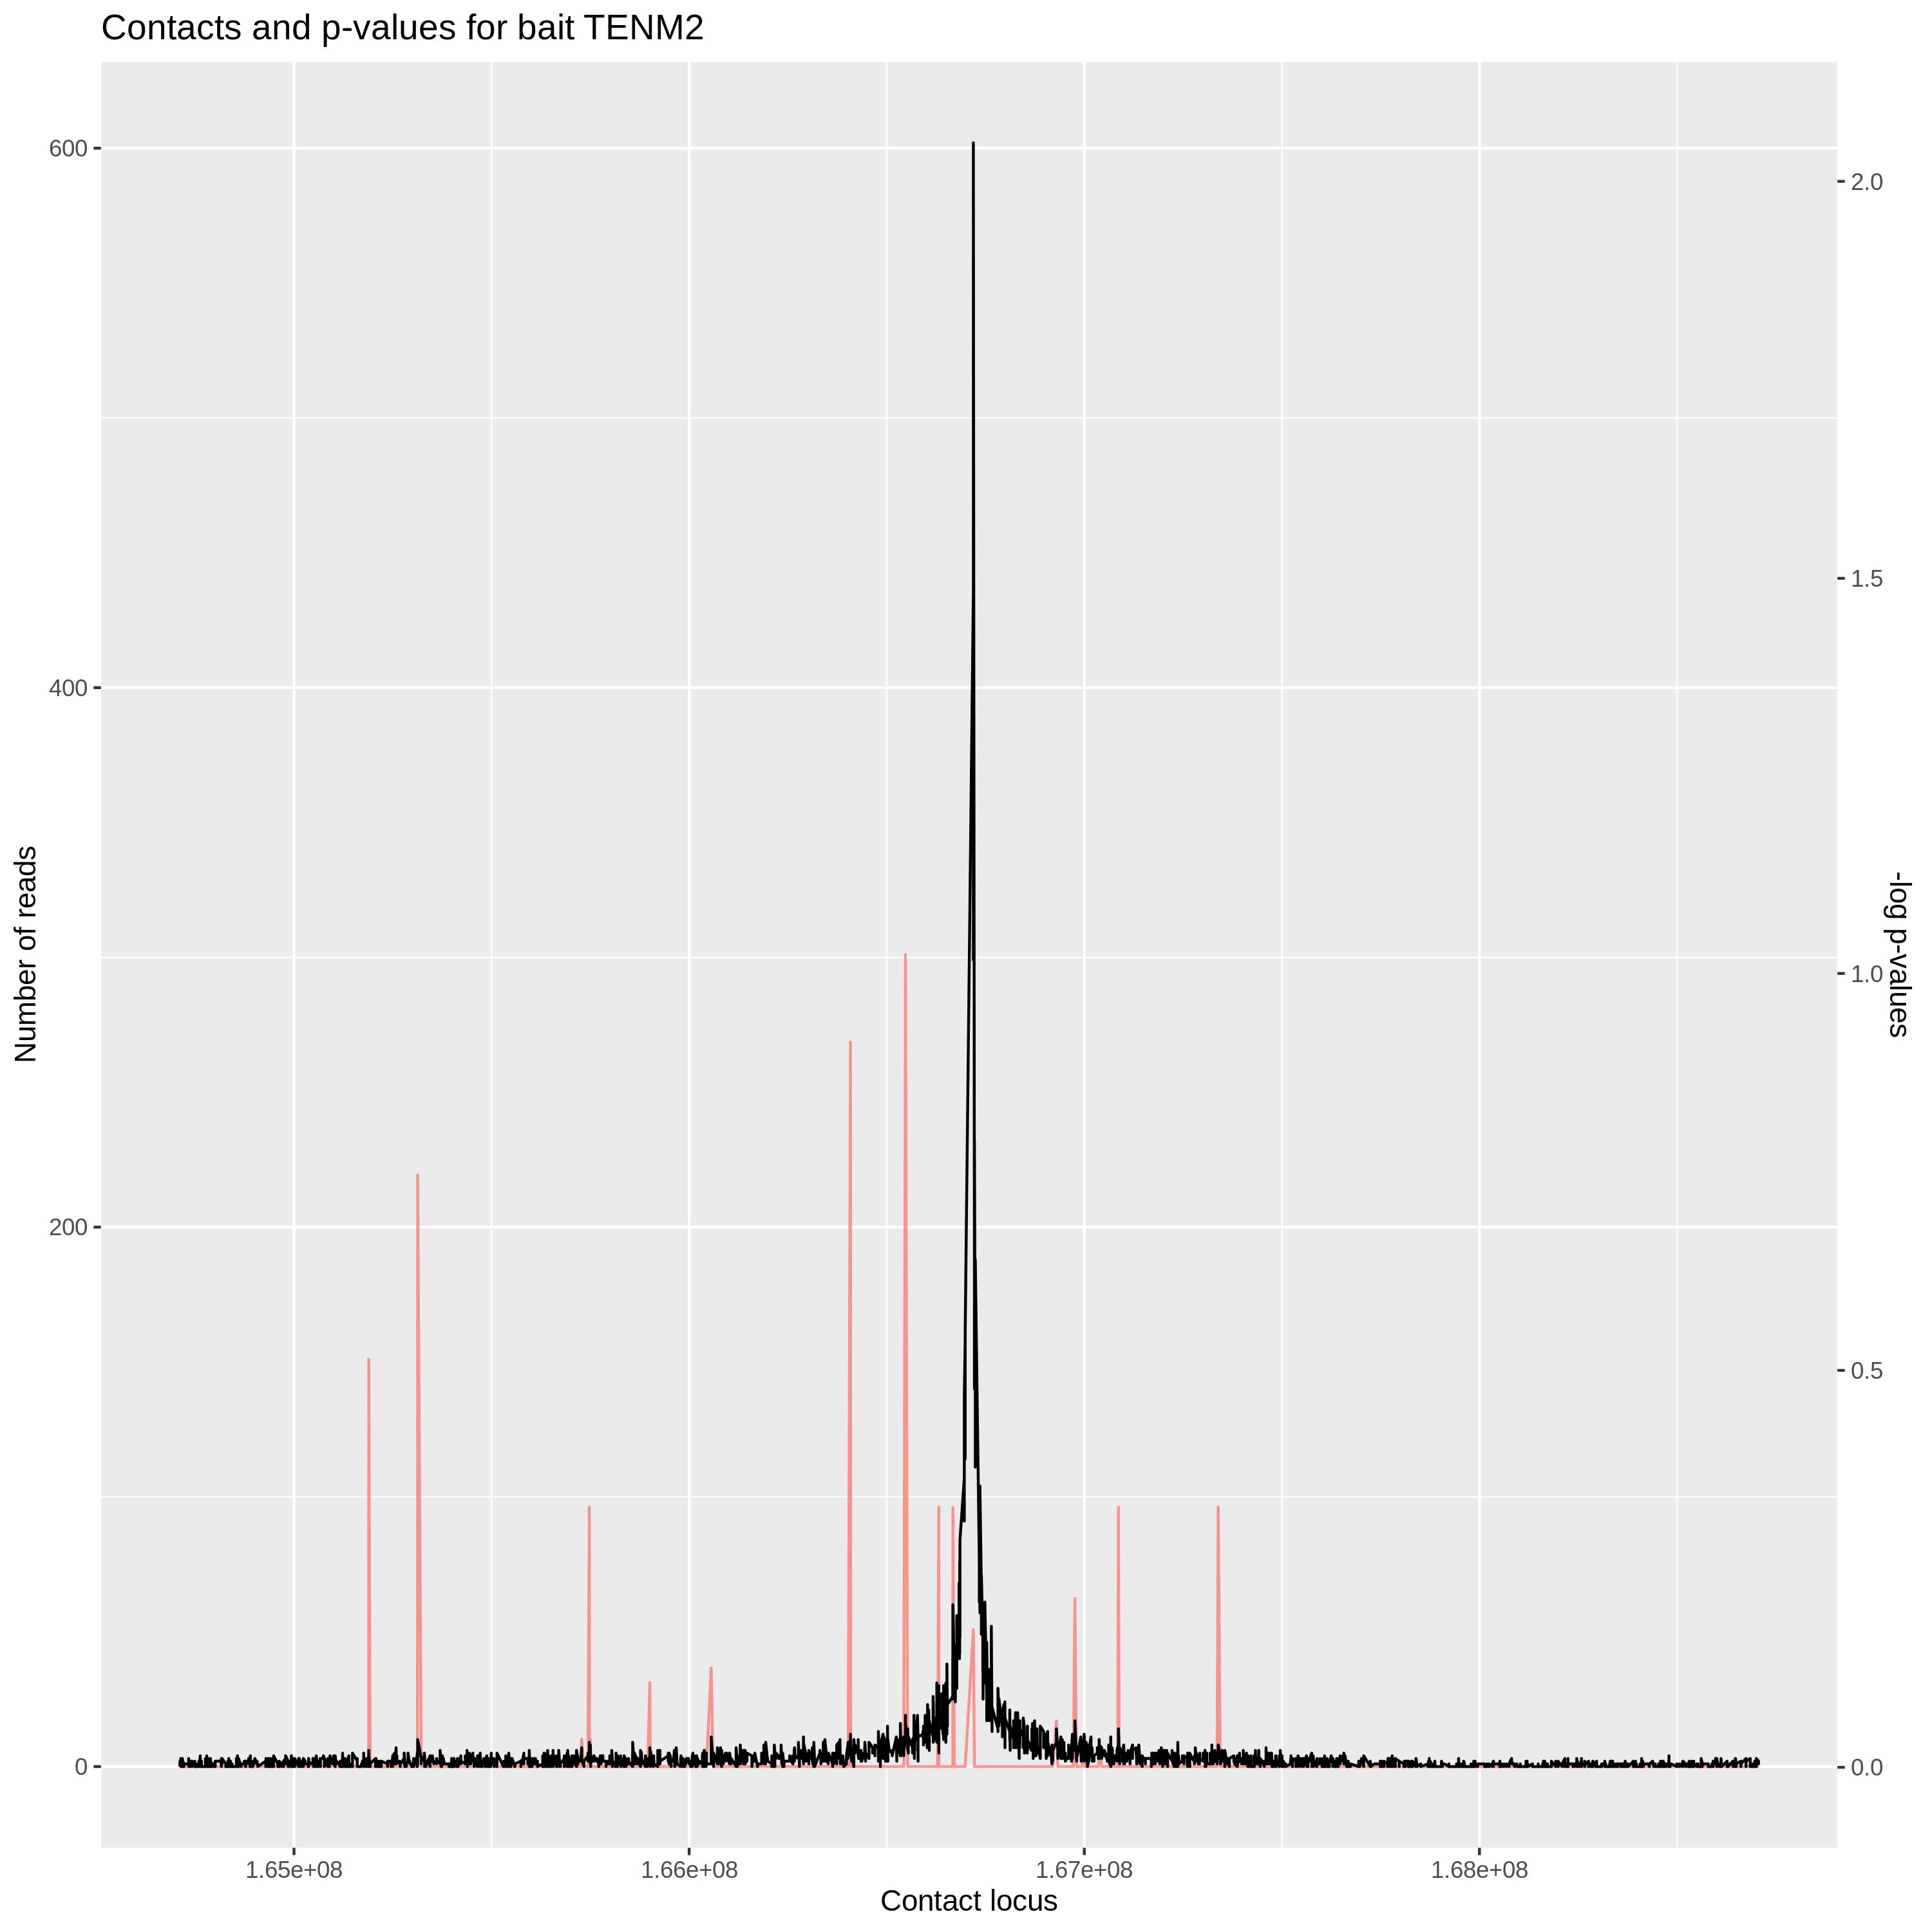 Contacts and p-values for bait TENM2
Number of reads
600
400
200
0
2.0
1.5
1.0
0.5
0.0
-log p-values
1.65e+08
1.66e+08
1.67e+08
1.68e+08
Contact locus